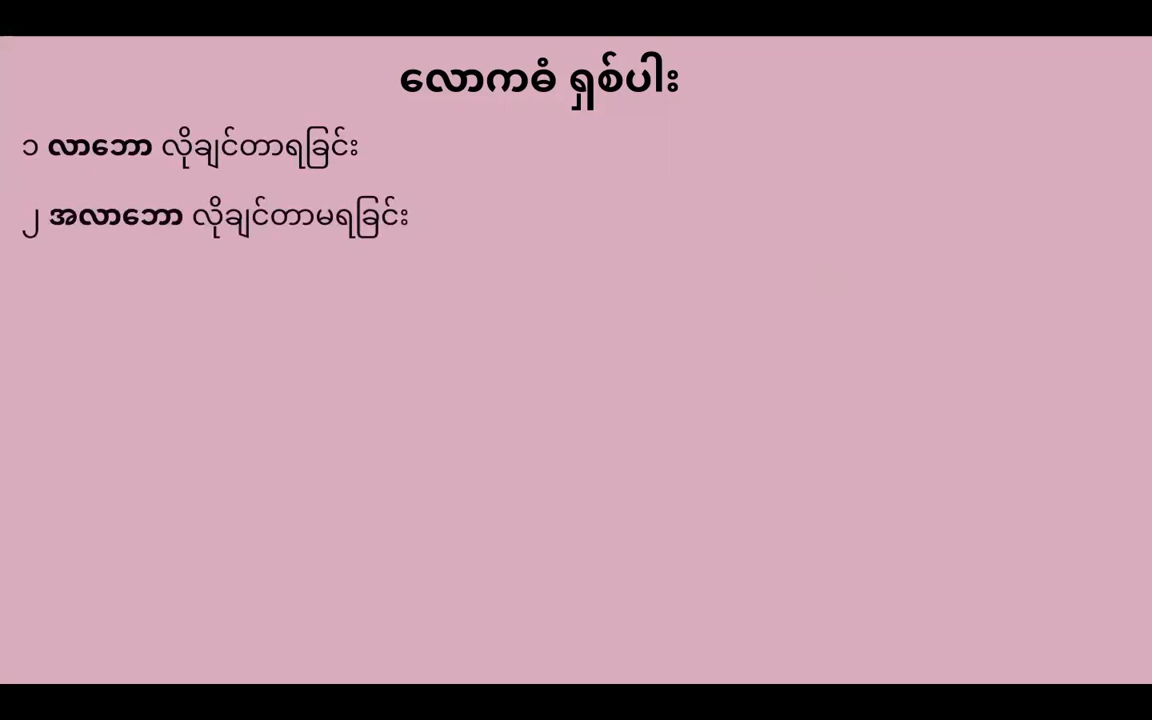 လောကဓံ ရှစ်ပါး
၁ လာဘော လိုချင်တာရခြင်း
၂ အလာဘော လိုချင်တာမရခြင်း